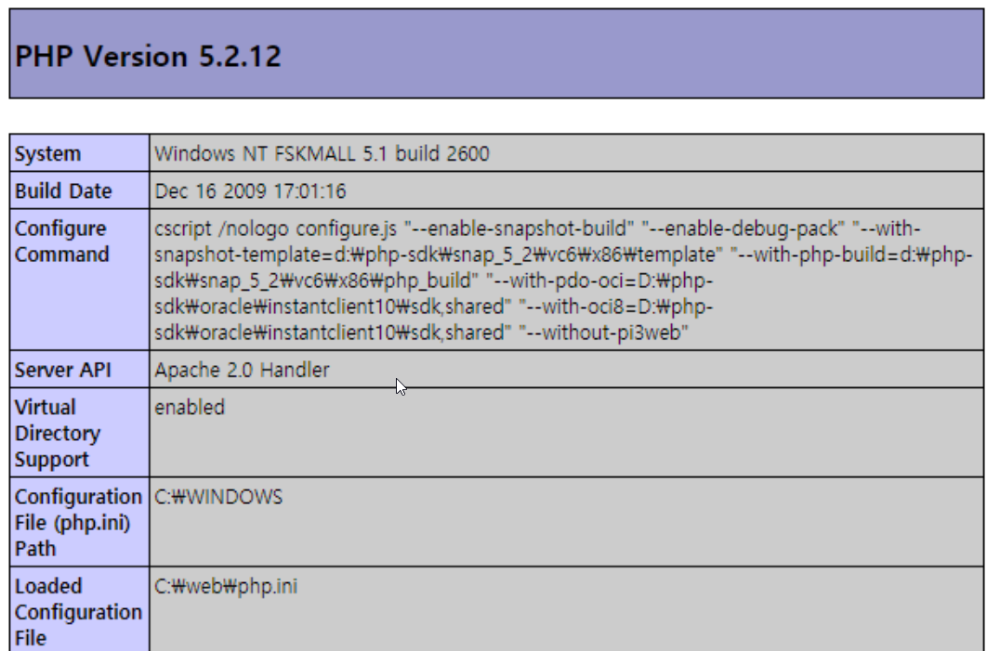 PHP Version 5.2.12
System Windows NT FSKMALL 5.1 build 2600
Build Date Dec 16 2009 17:01:16
Configure Command cscript /nologo configure.js "--enable-snapshot-build" "--enable-debug-pack" "--with-
snapshot-template=d:₩php-sdk₩snap_5_2₩vc6₩x86₩template" "--with-php-build=d:₩php-
sdk₩snap_5_2₩vc6₩x86₩php_build" "--with-pdo-oci=D:₩php-
sdk₩oracle₩instantclient10₩sdk,shared" "--with-oci8=D:₩php-
sdk₩oracle₩instantclient10₩sdk,shared" "--without-pi3web"
Server API Apache 2.0 Handler
Virtual Directory Support enabled
Configuration File (php.ini) Path C:₩WINDOWS
Loaded Configuration File C:₩web₩php.ini